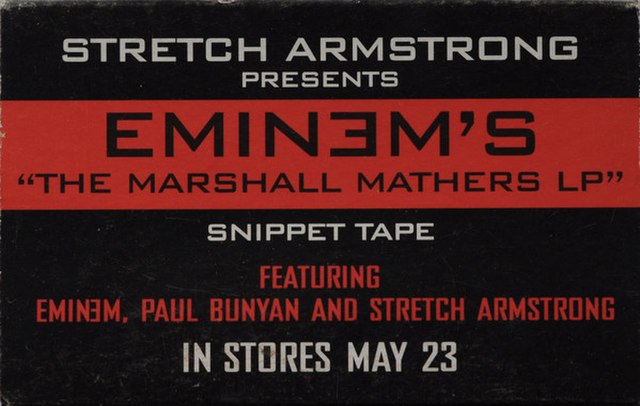 STRETCH ARMSTRONG
PRESENTS
EMINƎM'S
"THE MARSHALL MATHERS LP"
SNIPPET TAPE
FEATURING
EMINƎM, PAUL BUNYAN AND STRETCH ARMSTRONG
IN STORES MAY 23